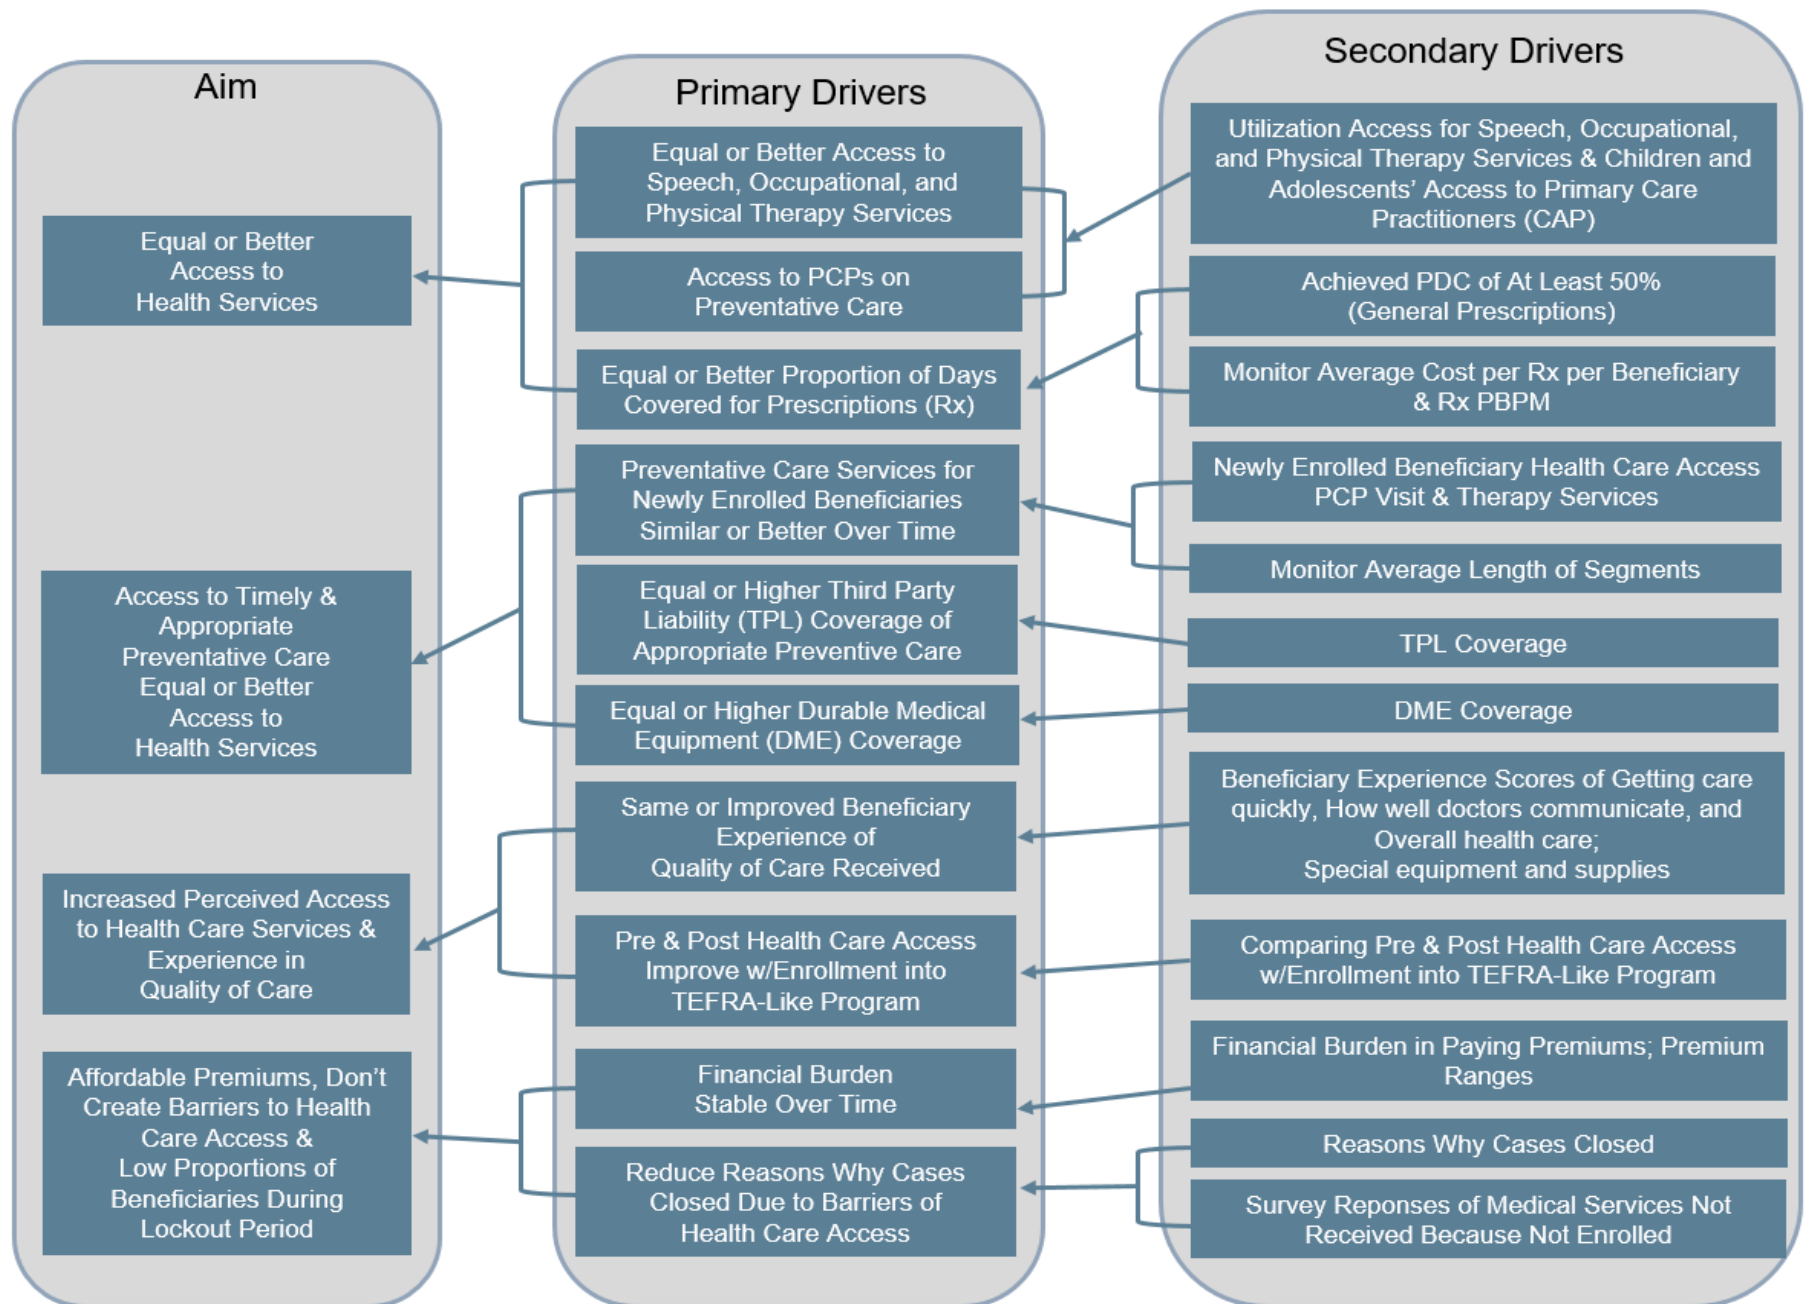 Aim
Equal or Better
Access to
Health Services
Access to Timely &
Appropriate
Preventative Care
Equal or Better
Access to
Health Services
Increased Perceived Access
to Health Care Services &
Experience in
Quality of Care
Affordable Premiums, Don't
Create Barriers to Health
Care Access &
Low Proportions of
Beneficiaries During
Lockout Period
Primary Drivers
Equal or Better Access to
Speech, Occupational, and
Physical Therapy Services
Access to PCPs on
Preventative Care
Equal or Better Proportion of Days
Covered for Prescriptions (Rx)
Preventative Care Services for
Newly Enrolled Beneficiaries
Similar or Better Over Time
Equal or Higher Third Party
Liability (TPL) Coverage of
Appropriate Preventive Care
Equal or Higher Durable Medical
Equipment (DME) Coverage
Same or Improved Beneficiary
Experience of
Quality of Care Received
Pre & Post Health Care Access
Improve w/Enrollment into
TEFRA-Like Program
Financial Burden
Stable Over Time
Reduce Reasons Why Cases
Closed Due to Barriers of
Health Care Access
Secondary Drivers
Utilization Access for Speech, Occupational,
and Physical Therapy Services & Children and
Adolescents' Access to Primary Care
Practitioners (CAP)
Achieved PDC of At Least 50%
(General Prescriptions)
Monitor Average Cost per Rx per Beneficiary
& Rx PBPM
Newly Enrolled Beneficiary Health Care Access
PCP Visit & Therapy Services
Monitor Average Length of Segments
TPL Coverage
DME Coverage
Beneficiary Experience Scores of Getting care
quickly, How well doctors communicate, and
Overall health care;
Special equipment and supplies
Comparing Pre & Post Health Care Access
w/Enrollment into TEFRA-Like Program
Financial Burden in Paying Premiums; Premium
Ranges
Reasons Why Cases Closed
Survey Reponses of Medical Services Not
Received Because Not Enrolled